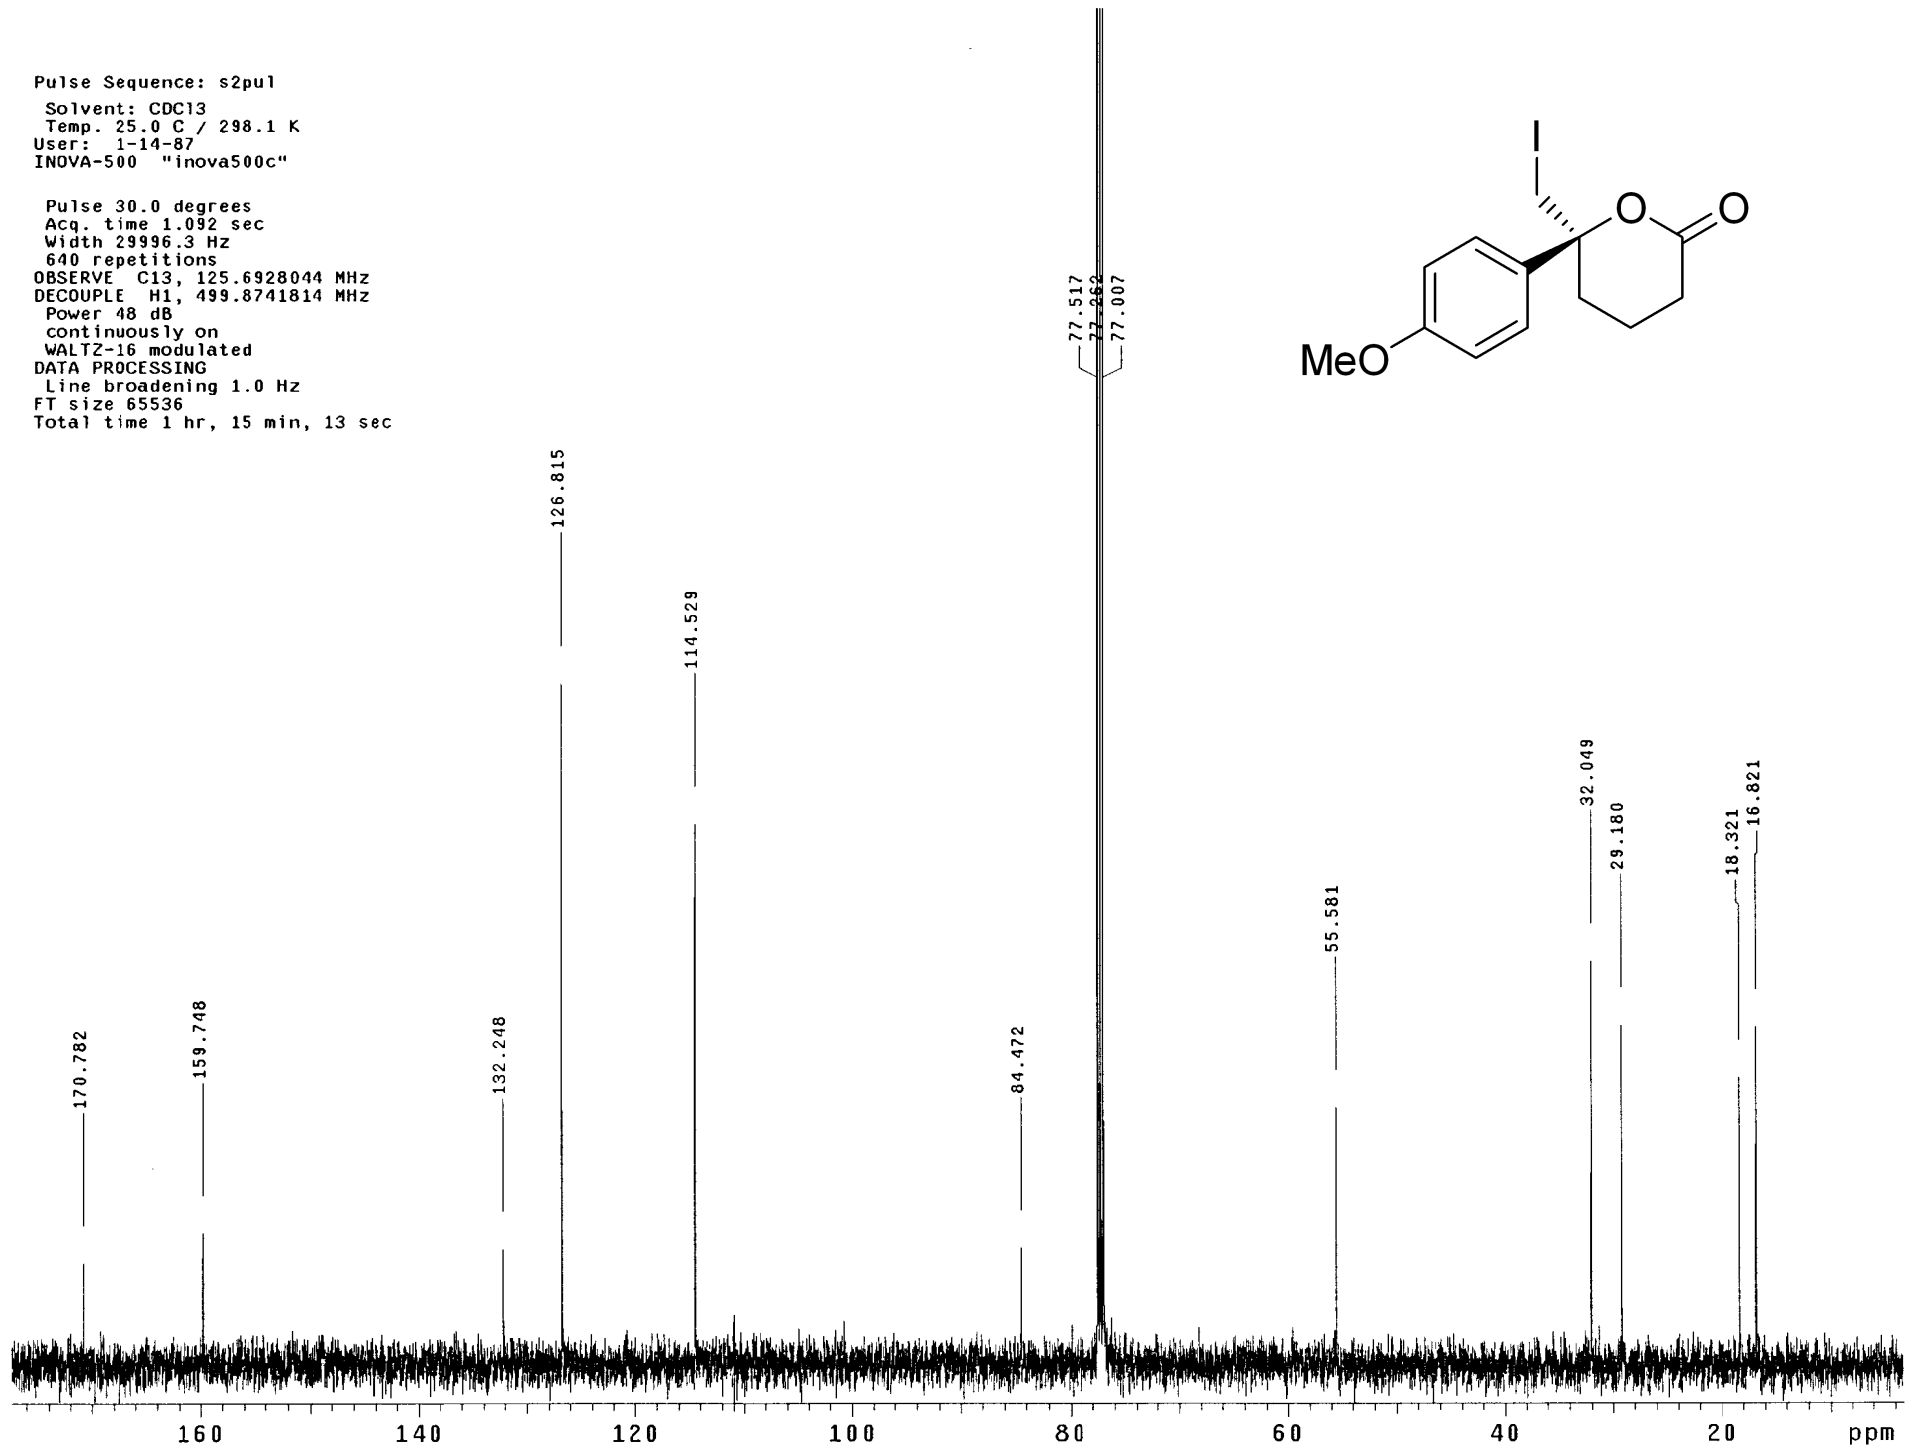 Pulse Sequence: s2pul
Solvent: CDCl3
Temp. 25.0 C / 298.1 K
User: 1-14-87
INOVA-500 "inova500c"
Pulse 30.0 degrees
Acq. time 1.092 sec
Width 29996.3 Hz
640 repetitions
OBSERVE C13, 125.6928044 MHz
DECOUPLE H1, 499.8741814 MHz
Power 48 dB
continuously on
WALTZ-16 modulated
DATA PROCESSING
Line broadening 1.0 Hz
FT size 65536
Total time 1 hr, 15 min, 13 sec
I
O
O
MeO
170.782
159.748
132.248
126.815
114.529
84.472
77.517
77.262
77.007
55.581
32.049
29.180
18.321
16.821
160 140 120 100 80 60 40 20 ppm